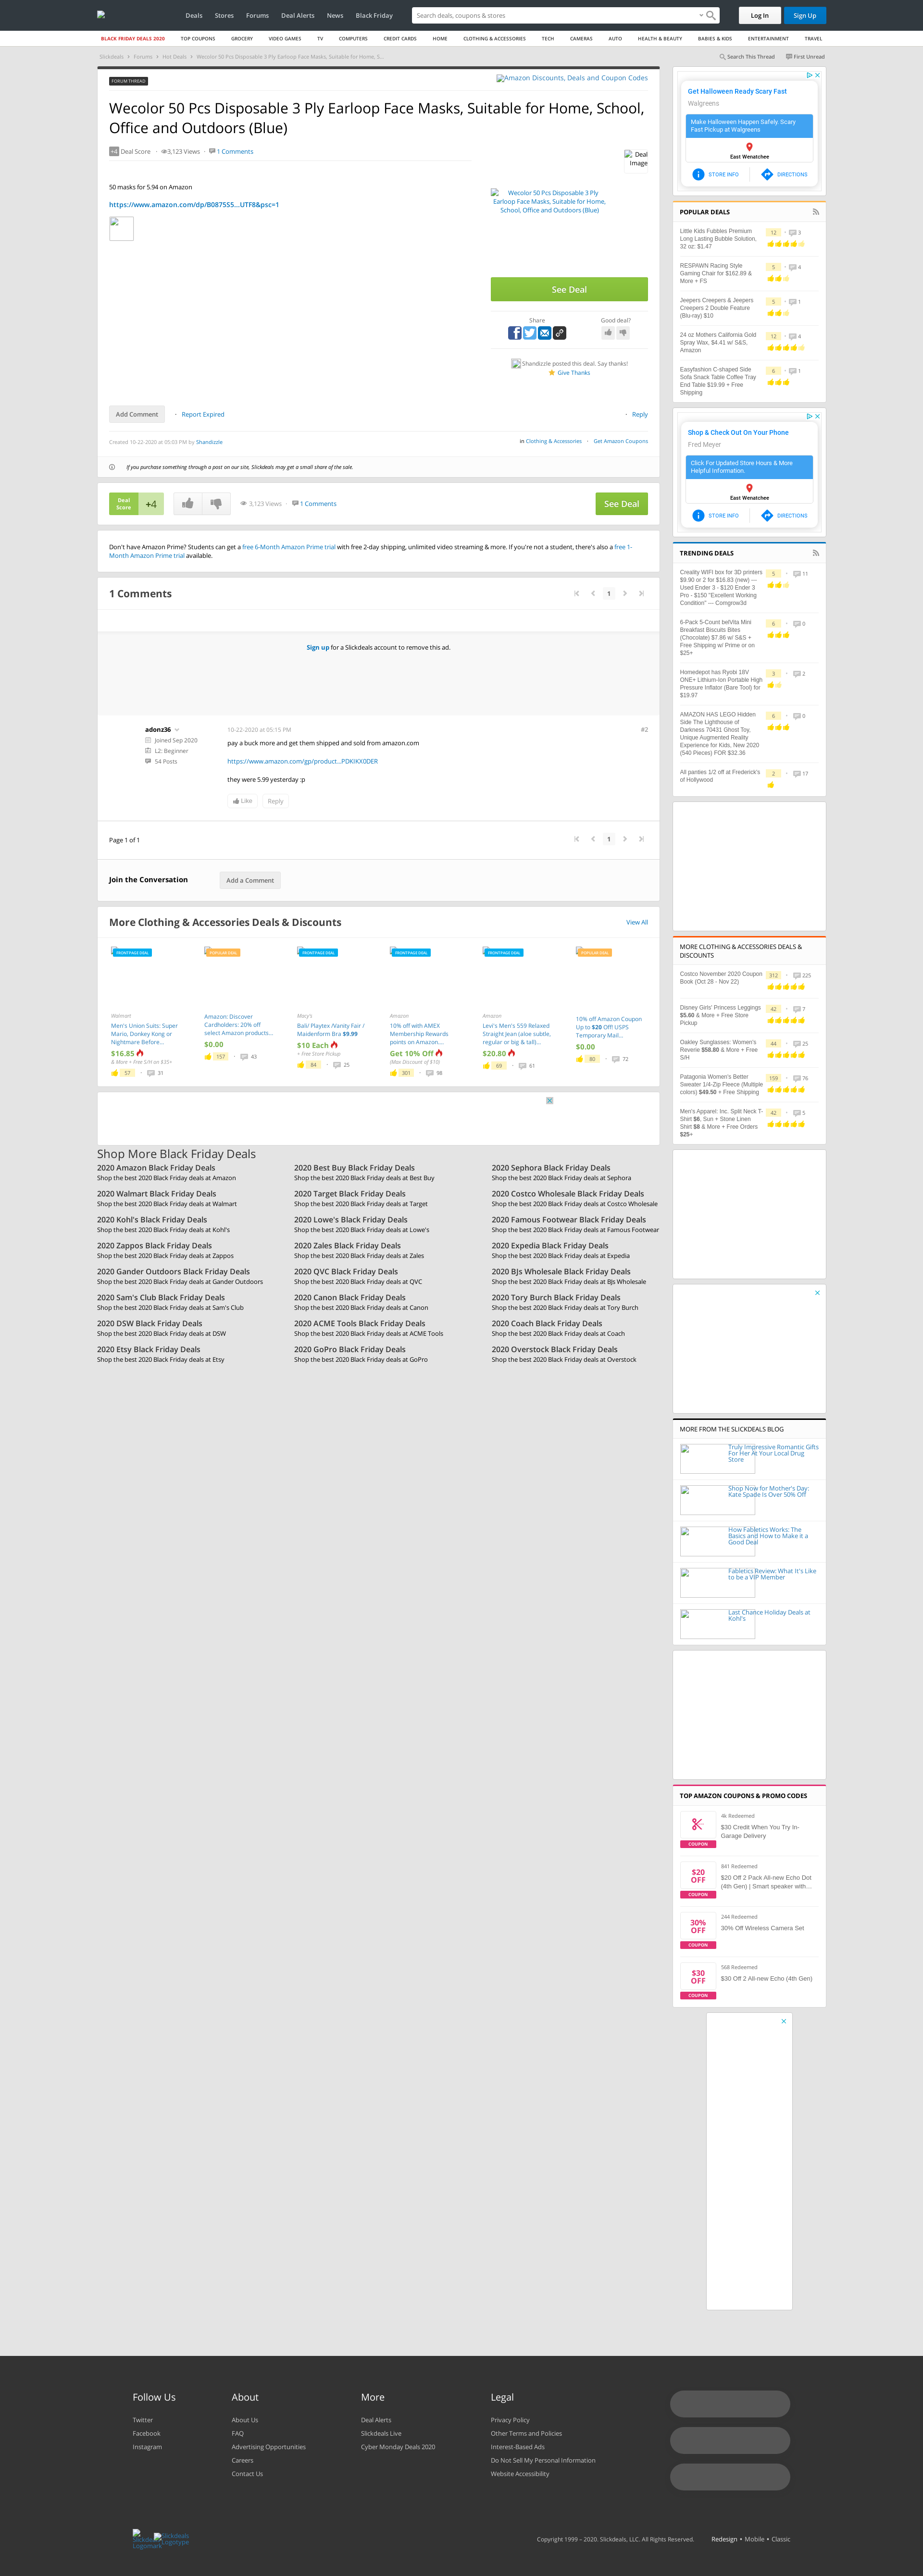 Deals
Stores
Forums
Deal Alerts
News
Black Friday
Search deals, coupons & stores
Log In
Sign Up
BLACK FRIDAY DEALS 2020
TOP COUPONS
GROCERY
VIDEO GAMES
TV
COMPUTERS
CREDIT CARDS
HOME
CLOTHING & ACCESSORIES
TECH
CAMERAS
AUTO
HEALTH & BEAUTY
BABIES & KIDS
ENTERTAINMENT
TRAVEL
Slickdeals > Forums > Hot Deals > Wecolor 50 Pcs Disposable 3 Ply Earloop Face Masks, Suitable for Home, S...
Search This Thread
First Unread
FORUM THREAD
Amazon Discounts, Deals and Coupon Codes
Wecolor 50 Pcs Disposable 3 Ply Earloop Face Masks, Suitable for Home, School,
Office and Outdoors (Blue)
+4 Deal Score
3,123 Views
1 Comments
Deal
Image
50 masks for 5.94 on Amazon
https://www.amazon.com/dp/B087SS5...UTF8&psc=1
Wecolor 50 Pcs Disposable 3 Ply
Earloop Face Masks, Suitable for Home,
School, Office and Outdoors (Blue)
See Deal
Share
Good deal?
Shandizzle posted this deal. Say thanks!
Give Thanks
Add Comment
Report Expired
Reply
Created 10-22-2020 at 05:03 PM by Shandizzle
in Clothing & Accessories
Get Amazon Coupons
If you purchase something through a post on our site, Slickdeals may get a small share of the sale.
Deal
Score
+4
3,123 Views
1 Comments
See Deal
Don't have Amazon Prime? Students can get a free 6-Month Amazon Prime trial with free 2-day shipping, unlimited video streaming & more. If you're not a student, there's also a free 1-
Month Amazon Prime trial available.
1 Comments
1
Sign up for a Slickdeals account to remove this ad.
adonz36
Joined Sep 2020
L2: Beginner
54 Posts
10-22-2020 at 05:15 PM
#2
pay a buck more and get them shipped and sold from amazon.com
https://www.amazon.com/gp/product...PDKIKX0DER
they were 5.99 yesterday :p
Like
Reply
Page 1 of 1
1
Join the Conversation
Add a Comment
More Clothing & Accessories Deals & Discounts
View All
FRONTPAGE DEAL
Walmart
Men's Union Suits: Super
Mario, Donkey Kong or
Nightmare Before...
$16.85
& More + Free S/H on $35+
57
31
POPULAR DEAL
Amazon: Discover
Cardholders: 20% off
select Amazon products...
$0.00
157
43
FRONTPAGE DEAL
Macy's
Bali/ Playtex /Vanity Fair /
Maidenform Bra $9.99
$10 Each
+ Free Store Pickup
84
25
FRONTPAGE DEAL
Amazon
10% off with AMEX
Membership Rewards
points on Amazon....
Get 10% Off
(Max Discount of $10)
301
98
FRONTPAGE DEAL
Amazon
Levi's Men's 559 Relaxed
Straight Jean (aloe subtle,
regular or big & tall)...
$20.80
69
61
POPULAR DEAL
10% off Amazon Coupon
Up to $20 Off! USPS
Temporary Mail...
$0.00
80
72
Shop More Black Friday Deals
2020 Amazon Black Friday Deals
Shop the best 2020 Black Friday deals at Amazon
2020 Best Buy Black Friday Deals
Shop the best 2020 Black Friday deals at Best Buy
2020 Sephora Black Friday Deals
Shop the best 2020 Black Friday deals at Sephora
2020 Walmart Black Friday Deals
Shop the best 2020 Black Friday deals at Walmart
2020 Target Black Friday Deals
Shop the best 2020 Black Friday deals at Target
2020 Costco Wholesale Black Friday Deals
Shop the best 2020 Black Friday deals at Costco Wholesale
2020 Kohl's Black Friday Deals
Shop the best 2020 Black Friday deals at Kohl's
2020 Lowe's Black Friday Deals
Shop the best 2020 Black Friday deals at Lowe's
2020 Famous Footwear Black Friday Deals
Shop the best 2020 Black Friday deals at Famous Footwear
2020 Zappos Black Friday Deals
Shop the best 2020 Black Friday deals at Zappos
2020 Zales Black Friday Deals
Shop the best 2020 Black Friday deals at Zales
2020 Expedia Black Friday Deals
Shop the best 2020 Black Friday deals at Expedia
2020 Gander Outdoors Black Friday Deals
Shop the best 2020 Black Friday deals at Gander Outdoors
2020 QVC Black Friday Deals
Shop the best 2020 Black Friday deals at QVC
2020 BJs Wholesale Black Friday Deals
Shop the best 2020 Black Friday deals at BJs Wholesale
2020 Sam's Club Black Friday Deals
Shop the best 2020 Black Friday deals at Sam's Club
2020 Canon Black Friday Deals
Shop the best 2020 Black Friday deals at Canon
2020 Tory Burch Black Friday Deals
Shop the best 2020 Black Friday deals at Tory Burch
2020 DSW Black Friday Deals
Shop the best 2020 Black Friday deals at DSW
2020 ACME Tools Black Friday Deals
Shop the best 2020 Black Friday deals at ACME Tools
2020 Coach Black Friday Deals
Shop the best 2020 Black Friday deals at Coach
2020 Etsy Black Friday Deals
Shop the best 2020 Black Friday deals at Etsy
2020 GoPro Black Friday Deals
Shop the best 2020 Black Friday deals at GoPro
2020 Overstock Black Friday Deals
Shop the best 2020 Black Friday deals at Overstock
Get Halloween Ready Scary Fast
Walgreens
Make Halloween Happen Safely. Scary
Fast Pickup at Walgreens
East Wenatchee
STORE INFO
DIRECTIONS
POPULAR DEALS
Little Kids Fubbles Premium
Long Lasting Bubble Solution,
32 oz: $1.47
12
3
RESPAWN Racing Style
Gaming Chair for $162.89 &
More + FS
5
4
Jeepers Creepers & Jeepers
Creepers 2 Double Feature
(Blu-ray) $10
5
1
24 oz Mothers California Gold
Spray Wax, $4.41 w/ S&S,
Amazon
12
4
Easyfashion C-shaped Side
Sofa Snack Table Coffee Tray
End Table $19.99 + Free
Shipping
6
1
Shop & Check Out On Your Phone
Fred Meyer
Click For Updated Store Hours & More
Helpful Information.
East Wenatchee
STORE INFO
DIRECTIONS
TRENDING DEALS
Creality WIFI box for 3D printers
$9.90 or 2 for $16.83 (new) ---
Used Ender 3 - $120 Ender 3
Pro - $150 "Excellent Working
Condition" --- Comgrow3d
5
11
6-Pack 5-Count belVita Mini
Breakfast Biscuits Bites
(Chocolate) $7.86 w/ S&S +
Free Shipping w/ Prime or on
$25+
6
0
Homedepot has Ryobi 18V
ONE+ Lithium-Ion Portable High
Pressure Inflator (Bare Tool) for
$19.97
3
2
AMAZON HAS LEGO Hidden
Side The Lighthouse of
Darkness 70431 Ghost Toy,
Unique Augmented Reality
Experience for Kids, New 2020
(540 Pieces) FOR $32.36
6
0
All panties 1/2 off at Frederick's
of Hollywood
2
17
MORE CLOTHING & ACCESSORIES DEALS &
DISCOUNTS
Costco November 2020 Coupon
Book (Oct 28 - Nov 22)
312
225
Disney Girls' Princess Leggings
$5.60 & More + Free Store
Pickup
42
7
Oakley Sunglasses: Women's
Reverie $58.80 & More + Free
S/H
44
25
Patagonia Women's Better
Sweater 1/4-Zip Fleece (Multiple
colors) $49.50 + Free Shipping
159
76
Men's Apparel: Inc. Split Neck T-
Shirt $6, Sun + Stone Linen
Shirt $8 & More + Free Orders
$25+
42
5
MORE FROM THE SLICKDEALS BLOG
Truly Impressive Romantic Gifts
For Her At Your Local Drug
Store
Shop Now for Mother's Day:
Kate Spade Is Over 50% Off
How Fabletics Works: The
Basics and How to Make it a
Good Deal
Fabletics Review: What It's Like
to be a VIP Member
Last Chance Holiday Deals at
Kohl's
TOP AMAZON COUPONS & PROMO CODES
COUPON
4k Redeemed
$30 Credit When You Try In-
Garage Delivery
$20
OFF
COUPON
841 Redeemed
$20 Off 2 Pack All-new Echo Dot
(4th Gen) | Smart speaker with...
30%
OFF
COUPON
244 Redeemed
30% Off Wireless Camera Set
$30
OFF
COUPON
568 Redeemed
$30 Off 2 All-new Echo (4th Gen)
Follow Us
Twitter
Facebook
Instagram
About
About Us
FAQ
Advertising Opportunities
Careers
Contact Us
More
Deal Alerts
Slickdeals Live
Cyber Monday Deals 2020
Legal
Privacy Policy
Other Terms and Policies
Interest-Based Ads
Do Not Sell My Personal Information
Website Accessibility
Slickdeals
Logotype
Copyright 1999 - 2020. Slickdeals, LLC. All Rights Reserved.
Redesign • Mobile • Classic